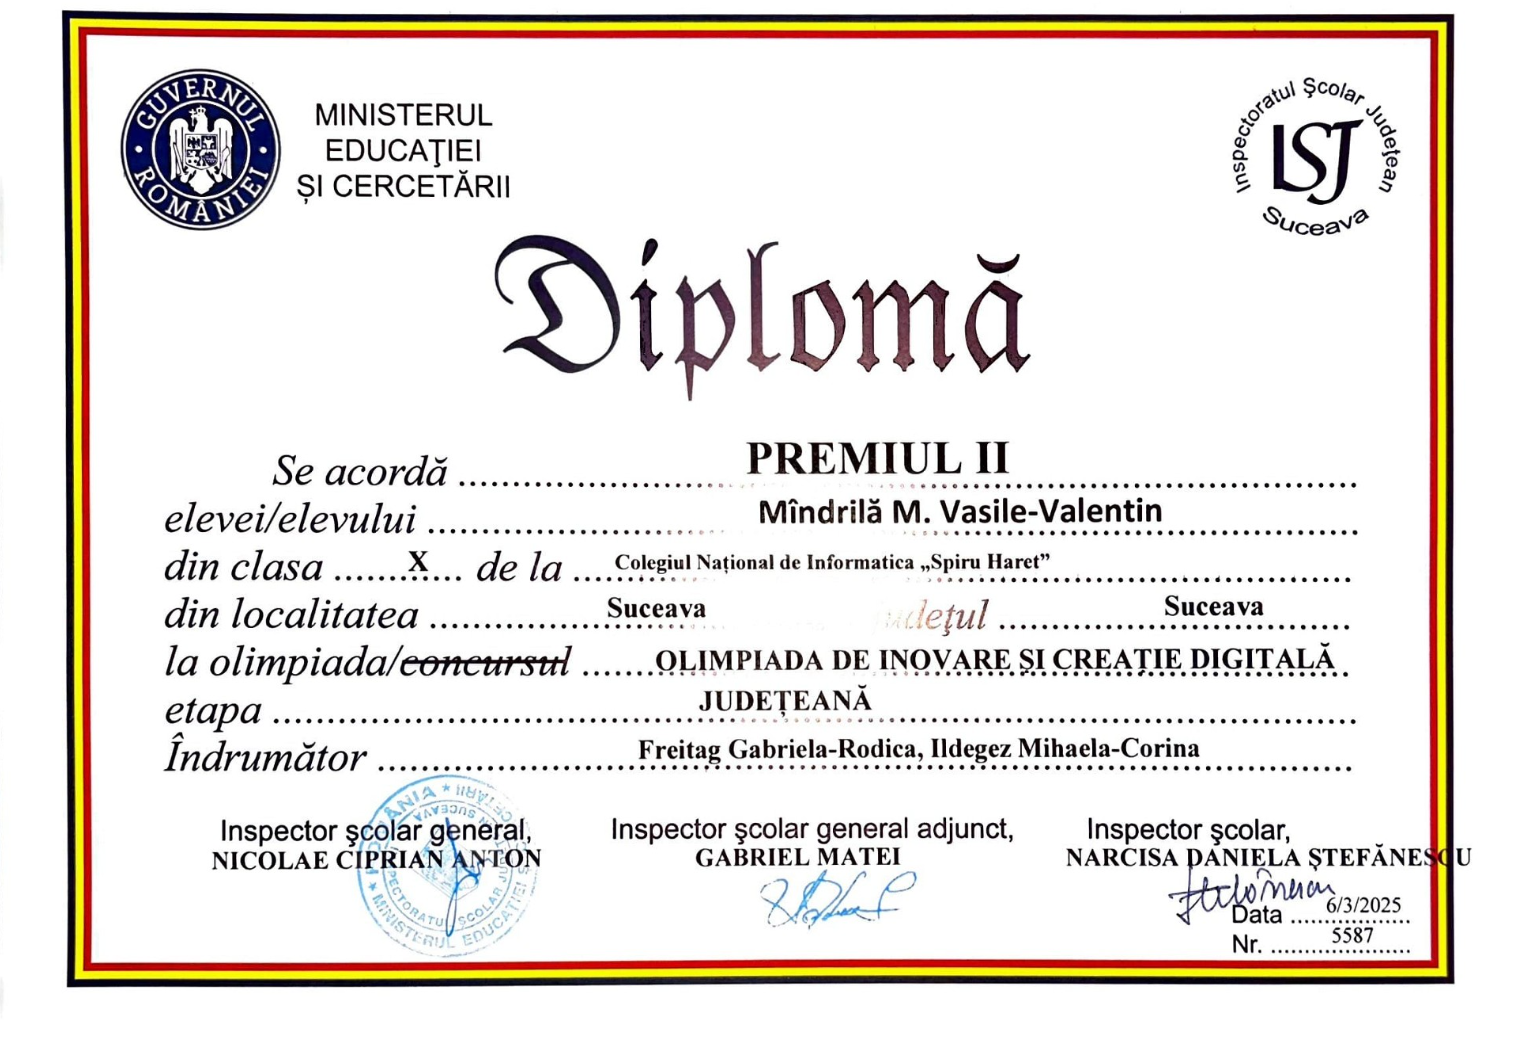 GUVERNUL ROMÂNIEI
MINISTERUL
EDUCAŢIEI
ȘI CERCETĂRII
Inspectoratul Şcolar Judeţean
ISJ
Suceava
Diplomă
Se acordă .......... PREMIUL II ..........
elevei/elevului .......... Mîndrilă M. Vasile-Valentin ..........
din clasa .......X....... de la .... Colegiul Național de Informatica „Spiru Haret” ..........
din localitatea .......... Suceava .......... judeţul .......... Suceava ..........
la olimpiada/concursul .......OLIMPIADA DE INOVARE ȘI CREAȚIE DIGITALĂ
etapa .......... JUDEȚEANĂ ..........
Îndrumător .......... Freitag Gabriela-Rodica, Ildegez Mihaela-Corina ..........
Inspector şcolar general,
NICOLAE CIPRIAN ANTON
ROMÂNIA
MINISTERUL EDUCAŢIEI
INSPECTORATUL ŞCOLAR
SUCEAVA
Inspector şcolar general adjunct,
GABRIEL MATEI
Inspector şcolar,
NARCISA DANIELA ȘTEFĂNESCU
Data .......... 6/3/2025
Nr. .......... 5587